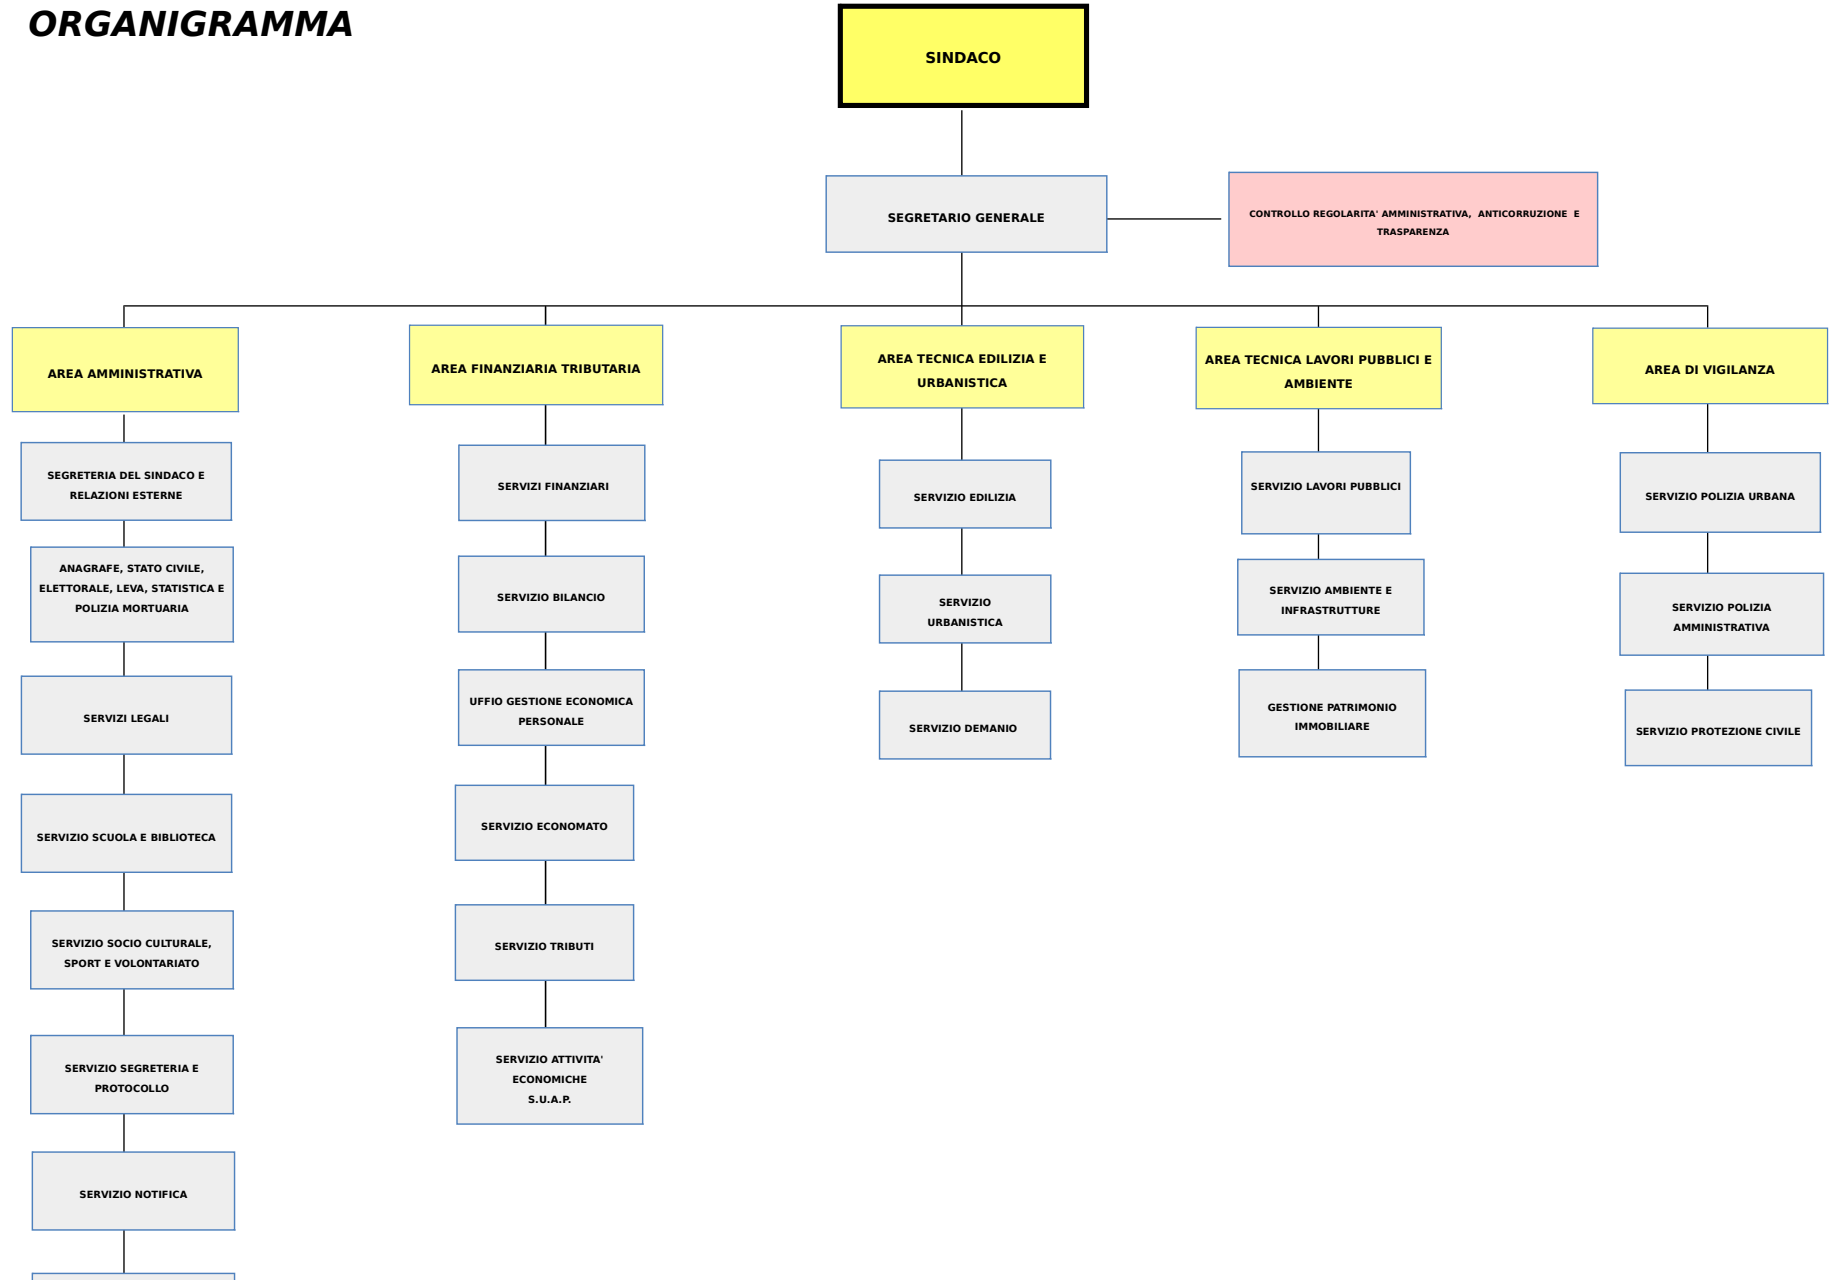 ORGANIGRAMMA
SINDACO
SEGRETARIO GENERALE
CONTROLLO REGOLARITA' AMMINISTRATIVA, ANTICORRUZIONE E
TRASPARENZA
AREA AMMINISTRATIVA
SEGRETERIA DEL SINDACO E
RELAZIONI ESTERNE
ANAGRAFE, STATO CIVILE,
ELETTORALE, LEVA, STATISTICA E
POLIZIA MORTUARIA
SERVIZI LEGALI
SERVIZIO SCUOLA E BIBLIOTECA
SERVIZIO SOCIO CULTURALE,
SPORT E VOLONTARIATO
SERVIZIO SEGRETERIA E
PROTOCOLLO
SERVIZIO NOTIFICA
AREA FINANZIARIA TRIBUTARIA
SERVIZI FINANZIARI
SERVIZIO BILANCIO
UFFIO GESTIONE ECONOMICA
PERSONALE
SERVIZIO ECONOMATO
SERVIZIO TRIBUTI
SERVIZIO ATTIVITA'
ECONOMICHE
S.U.A.P.
AREA TECNICA EDILIZIA E
URBANISTICA
SERVIZIO EDILIZIA
SERVIZIO
URBANISTICA
SERVIZIO DEMANIO
AREA TECNICA LAVORI PUBBLICI E
AMBIENTE
SERVIZIO LAVORI PUBBLICI
SERVIZIO AMBIENTE E
INFRASTRUTTURE
GESTIONE PATRIMONIO
IMMOBILIARE
AREA DI VIGILANZA
SERVIZIO POLIZIA URBANA
SERVIZIO POLIZIA
AMMINISTRATIVA
SERVIZIO PROTEZIONE CIVILE